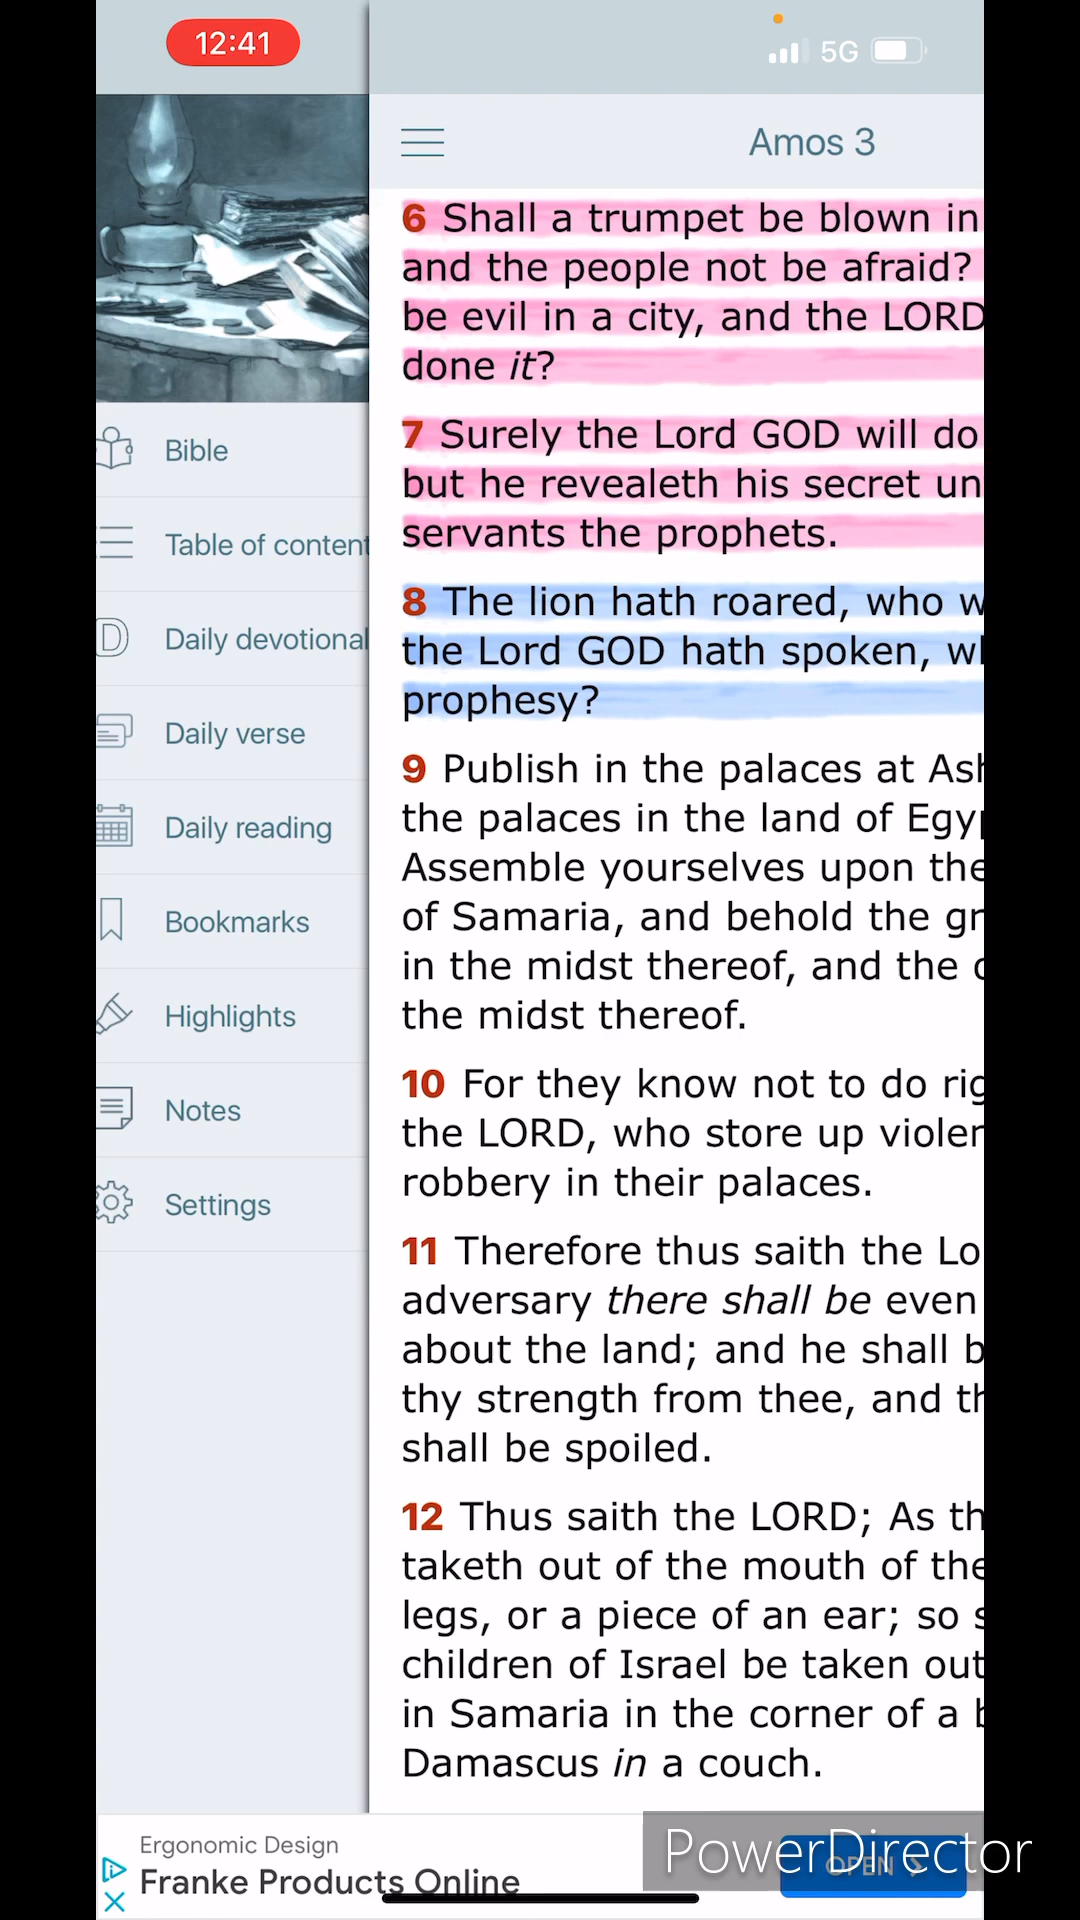 12:41
5G
Amos 3
Bible
Table of content
Daily devotional
Daily verse
Daily reading
Bookmarks
Highlights
Notes
Settings
6 Shall a trumpet be blown in
and the people not be afraid?
be evil in a city, and the LORD
done it?
7 Surely the Lord GOD will do
but he revealeth his secret un
servants the prophets.
8 The lion hath roared, who w
the Lord GOD hath spoken, wh
prophesy?
9 Publish in the palaces at Ash
the palaces in the land of Egyp
Assemble yourselves upon the
of Samaria, and behold the gr
in the midst thereof, and the
the midst thereof.
10 For they know not to do rig
the LORD, who store up violen
robbery in their palaces.
11 Therefore thus saith the Lo
adversary there shall be even
about the land; and he shall b
thy strength from thee, and th
shall be spoiled.
12 Thus saith the LORD; As th
taketh out of the mouth of the
legs, or a piece of an ear; so s
children of Israel be taken out
in Samaria in the corner of a b
Damascus in a couch.
Ergonomic Design
Franke Products Online
OPEN
PowerDirector